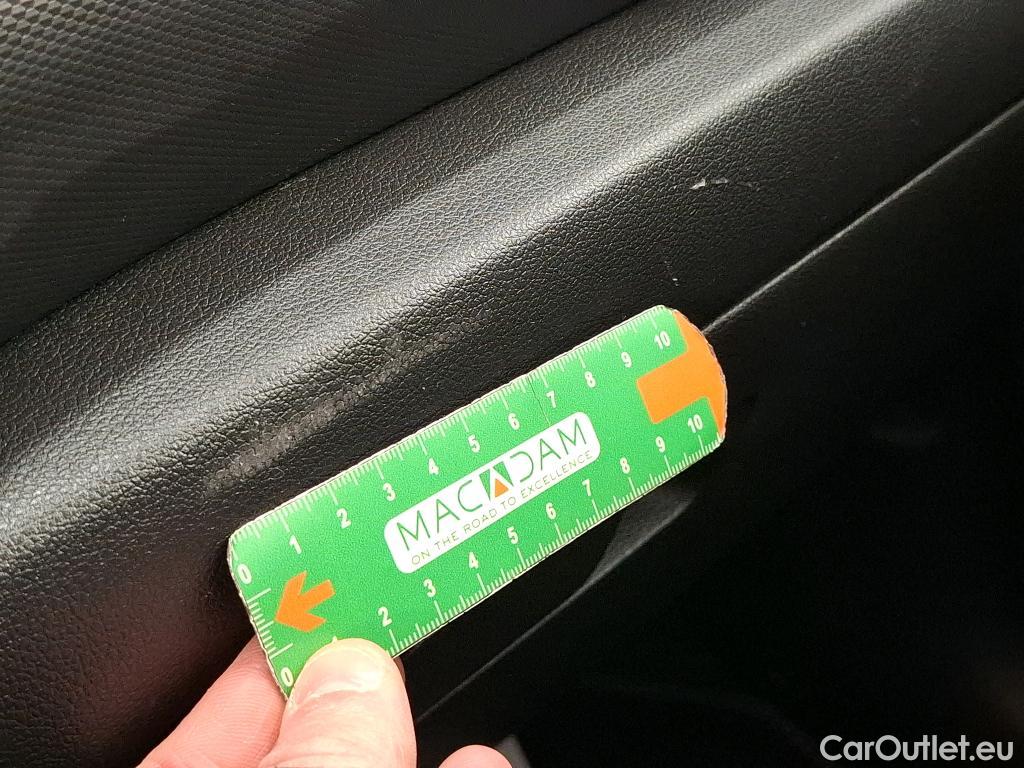 0 1 2 3 4 5 6 7 8 9 10
MACADAM
ON THE ROAD TO EXCELLENCE
0 1 2 3 4 5 6 7 8 9 10
CarOutlet.eu